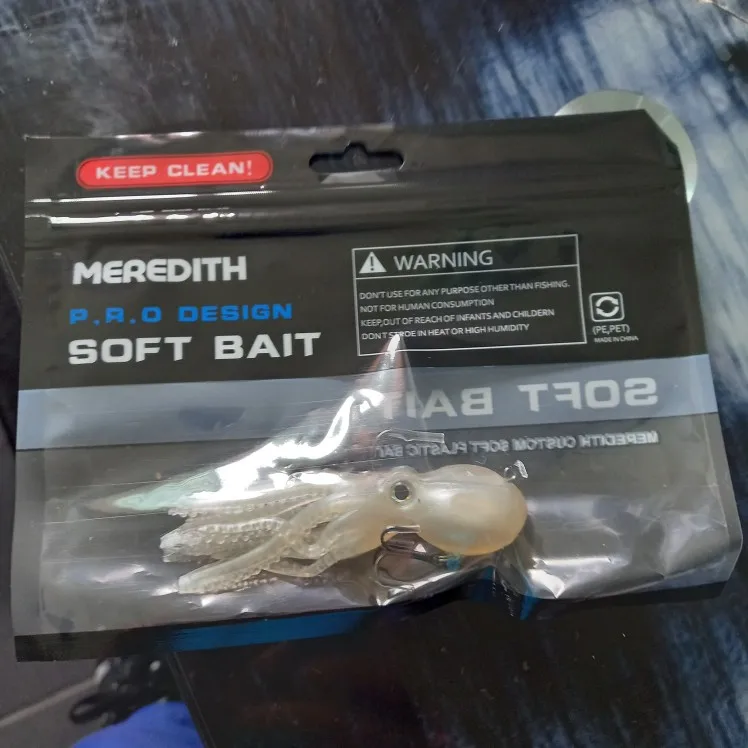 KEEP CLEAN!
MEREDITH
P.R.O DESIGN
SOFT BAIT
WARNING
DON'T USE FOR ANY PURPOSE OTHER THAN FISHING.
NOT FOR HUMAN CONSUMPTION
KEEP,OUT OF REACH OF INFANTS AND CHILDERN
DON'T STROE IN HEAT OR HIGH HUMIDITY
(PE,PET)
MADE IN CHINA
SOFT BAIT
MEREDITH CUSTOM SOFT PLASTIC